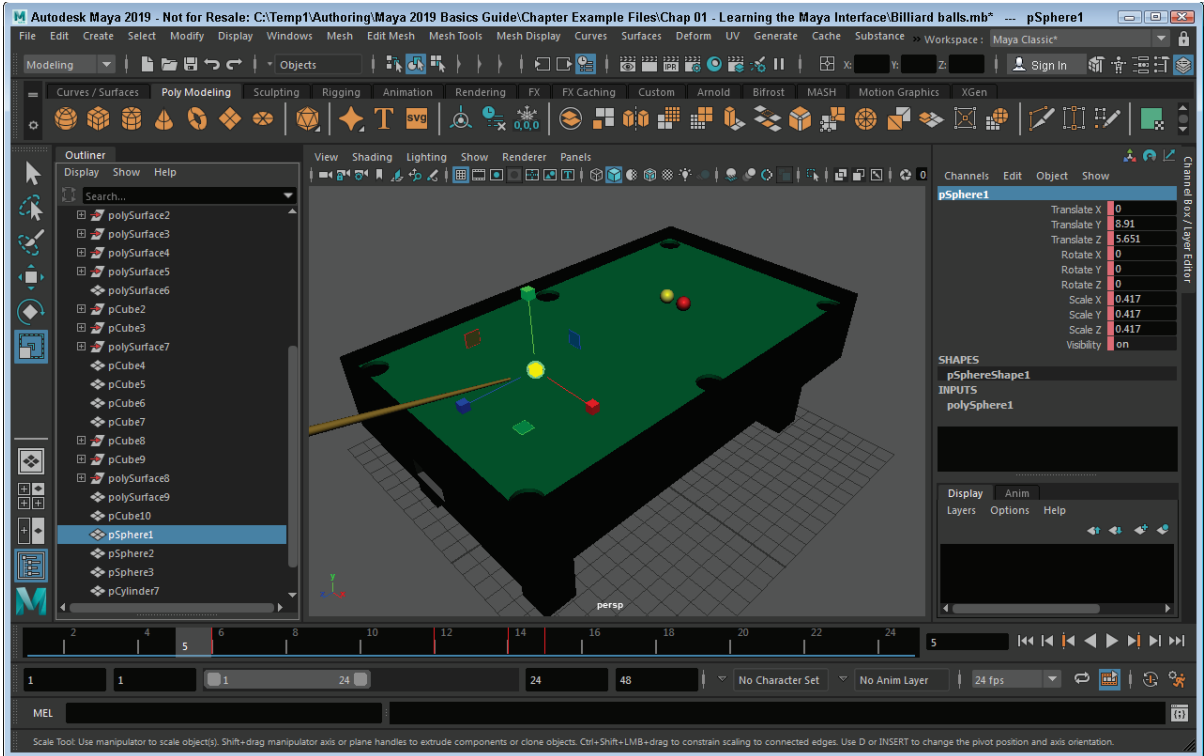 Autodesk Maya 2019 - Not for Resale: C:\Temp1\Authoring\Maya 2019 Basics Guide\Chapter Example Files\Chap 01 - Learning the Maya Interface\Billiard balls.mb* --- pSphere1
File Edit Create Select Modify Display Windows Mesh Edit Mesh Mesh Tools Mesh Display Curves Surfaces Deform UV Generate Cache Substance Workspace : Maya Classic*
Modeling Objects X: Y: Z: Sign In
Curves / Surfaces Poly Modeling Sculpting Rigging Animation Rendering FX FX Caching Custom Arnold Bifrost MASH Motion Graphics XGen
T svg 0,0,0
Outliner
Display Show Help
Search...
polySurface2
polySurface3
polySurface4
polySurface5
polySurface6
pCube2
pCube3
polySurface7
pCube4
pCube5
pCube6
pCube7
pCube8
pCube9
polySurface8
polySurface9
pCube10
pSphere1
pSphere2
pSphere3
pCylinder7
View Shading Lighting Show Renderer Panels
0
y
persp
Channels Edit Object Show
pSphere1
Translate X 0
Translate Y 8.91
Translate Z 5.651
Rotate X 0
Rotate Y 0
Rotate Z 0
Scale X 0.417
Scale Y 0.417
Scale Z 0.417
Visibility on
SHAPES
pSphereShape1
INPUTS
polySphere1
Display Anim
Layers Options Help
Channel Box / Layer Editor
2 4 5 6 8 10 12 14 16 18 20 22 24 5
1 1 1 24 24 48 No Character Set No Anim Layer 24 fps
MEL
Scale Tool: Use manipulator to scale object(s). Shift+drag manipulator axis or plane handles to extrude components or clone objects. Ctrl+Shift+LMB+drag to constrain scaling to connected edges. Use D or INSERT to change the pivot position and axis orientation.